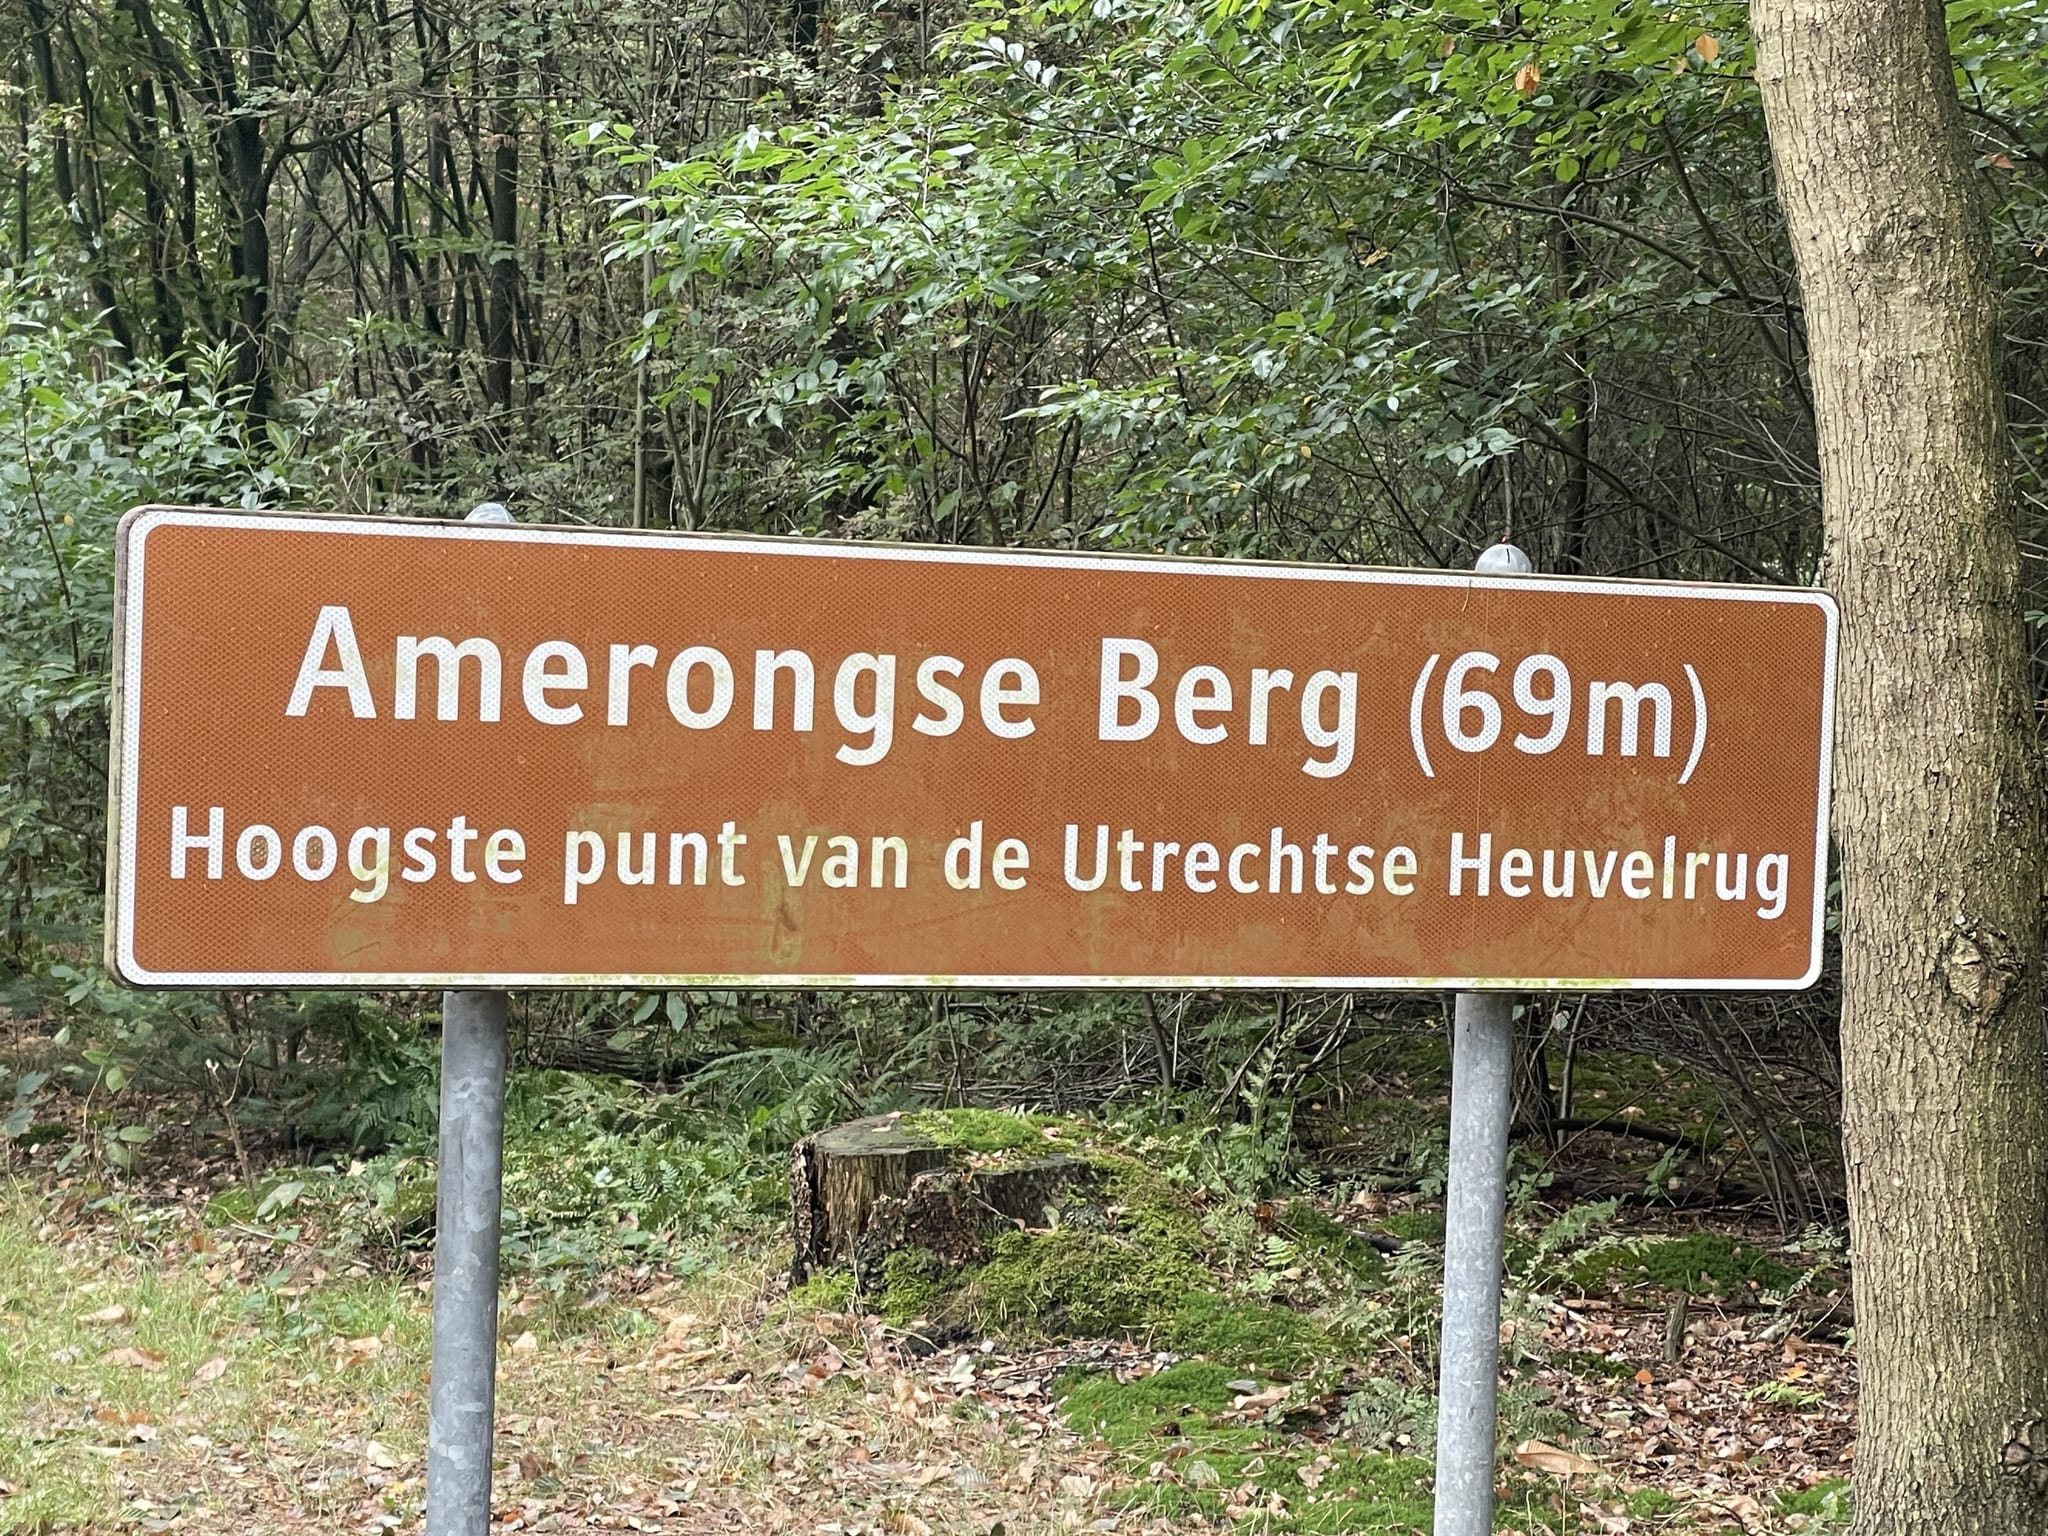 Amerongse Berg (69m)
Hoogste punt van de Utrechtse Heuvelrug